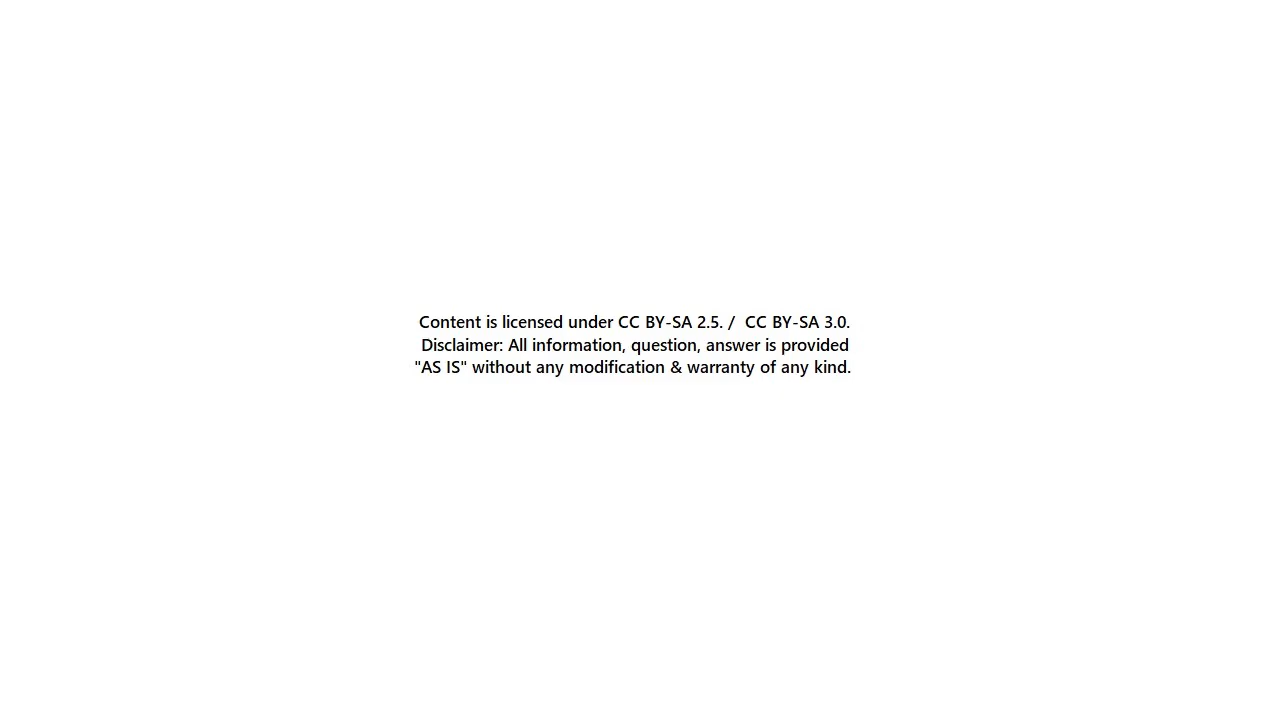 Content is licensed under CC BY-SA 2.5. /  CC BY-SA 3.0.
Disclaimer: All information, question, answer is provided
"AS IS" without any modification & warranty of any kind.